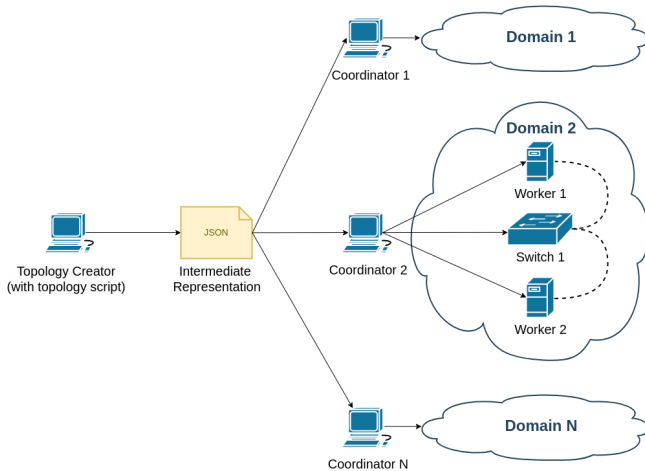 Domain 1
Coordinator 1
Domain 2
Worker 1
JSON
Switch 1
Topology Creator
(with topology script)
Intermediate
Representation
Coordinator 2
Worker 2
Domain N
Coordinator N